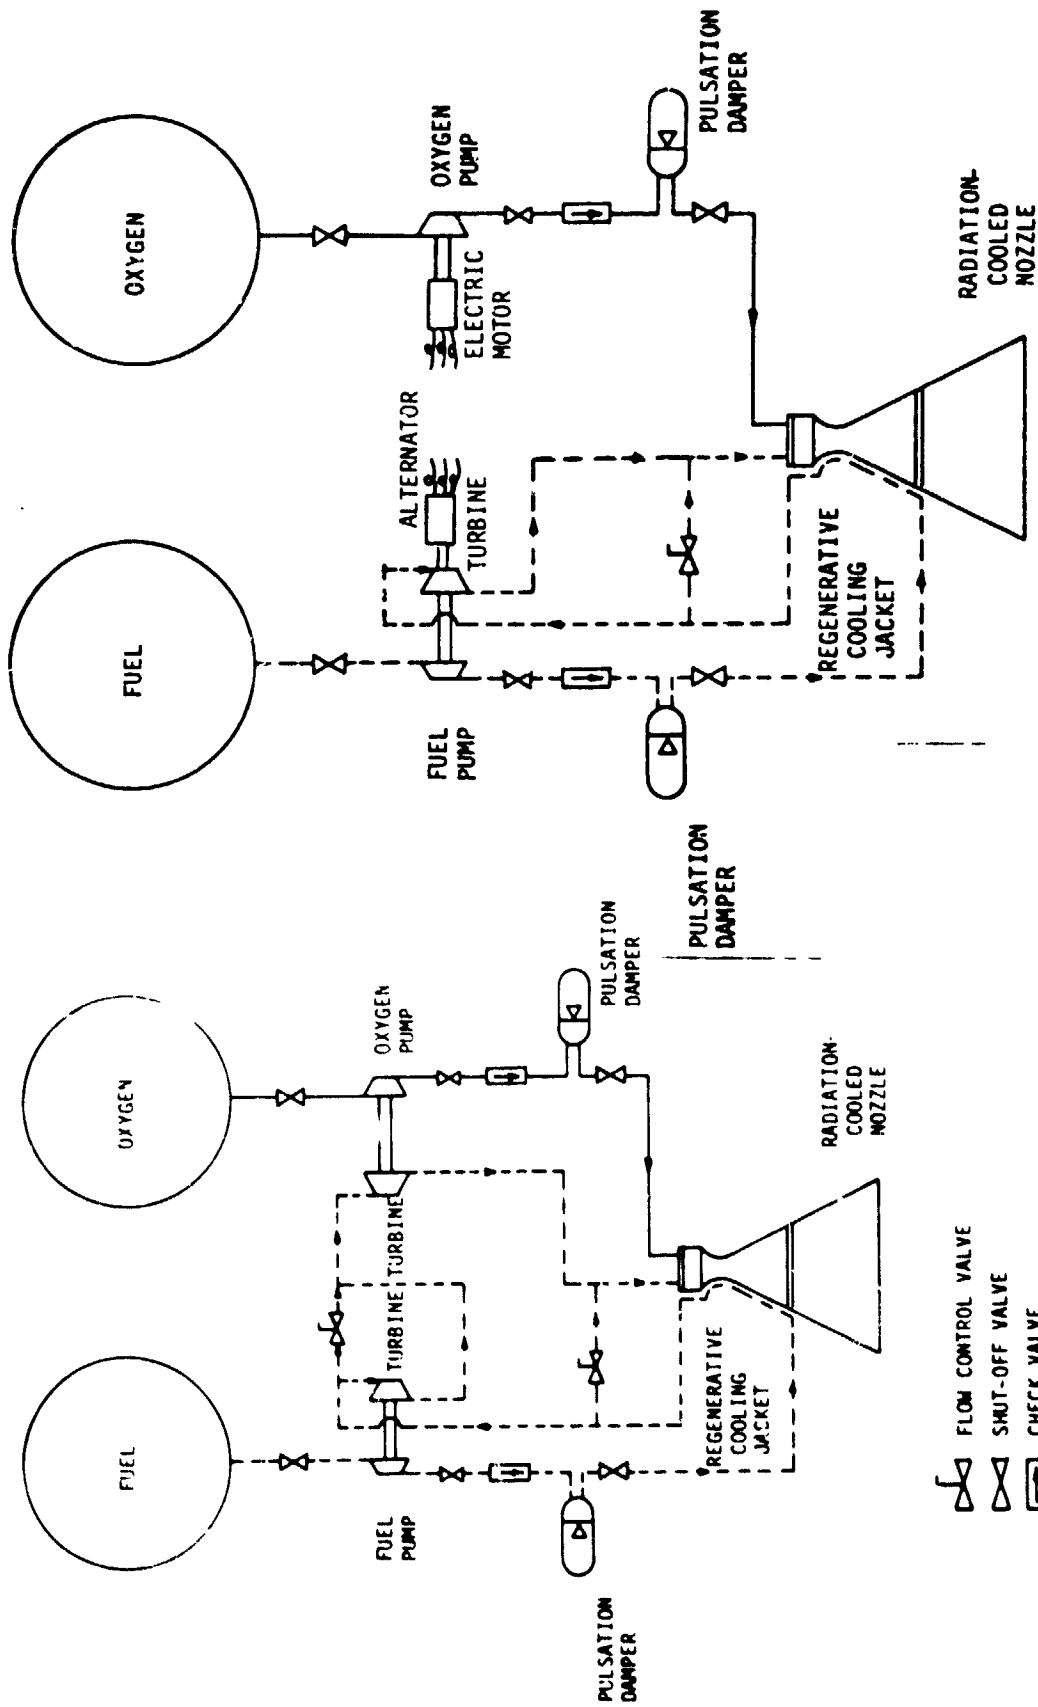 FUEL
OXYGEN
FUEL
PUMP
TURBINE
TURBINE
OXYGEN
PUMP
PULSATION
DAMPER
PULSATION
DAMPER
REGENERATIVE
COOLING
JACKET
RADIATION-
COOLED
NOZZLE
FLOW CONTROL VALVE
SHUT-OFF VALVE
CHECK VALVE
FUEL
OXYGEN
FUEL
PUMP
ALTERNATOR
TURBINE
ELECTRIC
MOTOR
OXYGEN
PUMP
PULSATION
DAMPER
PULSATION
DAMPER
REGENERATIVE
COOLING
JACKET
RADIATION-
COOLED
NOZZLE